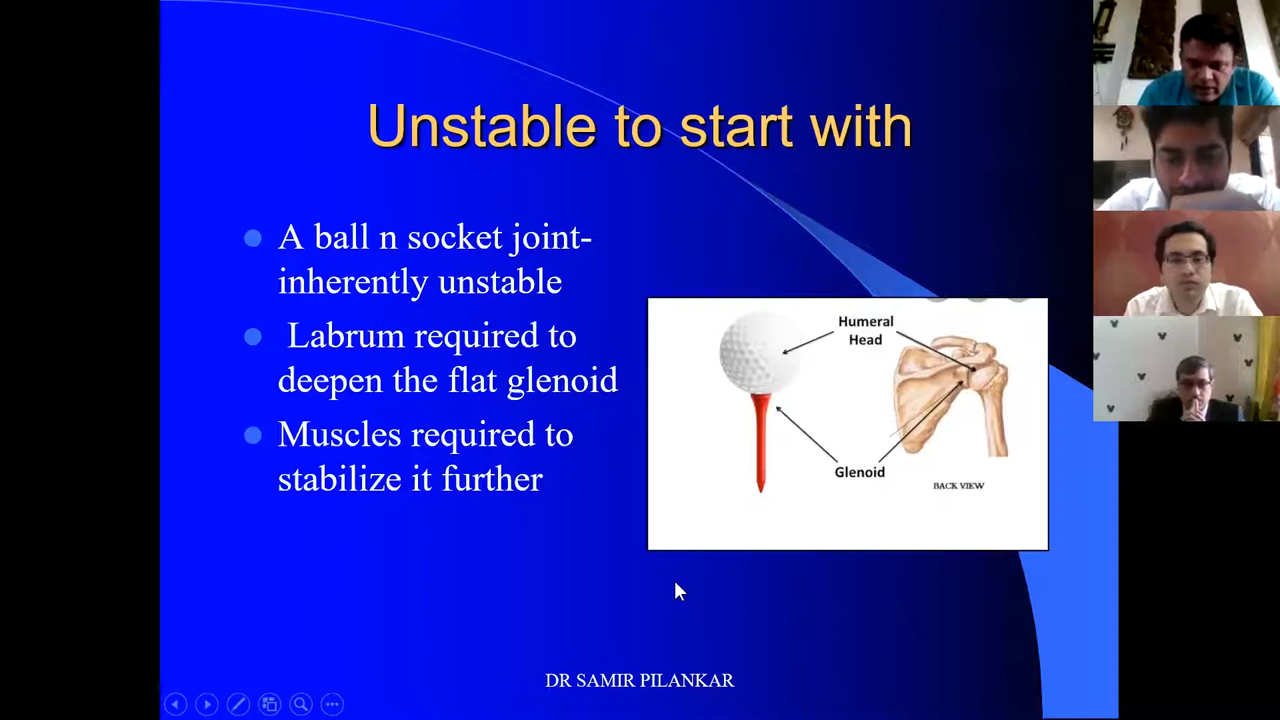 Unstable to start with
A ball n socket joint-
inherently unstable
Labrum required to
deepen the flat glenoid
Muscles required to
stabilize it further
Humeral
Head
Glenoid
BACK VIEW
DR SAMIR PILANKAR